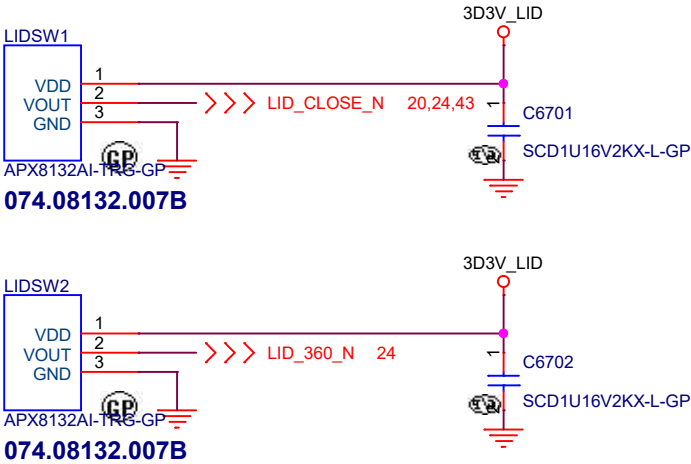 3D3V_LID
LIDSW1
VDD 1
VOUT 2
GND 3
LID_CLOSE_N 20,24,43
1
C6701
SCD1U16V2KX-L-GP
GP
APX8132AI-TRG-GP
074.08132.007B
3D3V_LID
LIDSW2
VDD 1
VOUT 2
GND 3
LID_360_N 24
1
C6702
SCD1U16V2KX-L-GP
GP
APX8132AI-TRG-GP
074.08132.007B